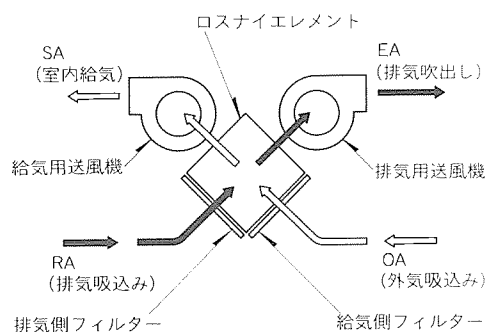 ロスナイエレメント
SA
(室内給気)
EA
(排気吹出し)
給気用送風機
排気用送風機
RA
(排気吸込み)
OA
(外気吸込み)
排気側フィルター
給気側フィルター